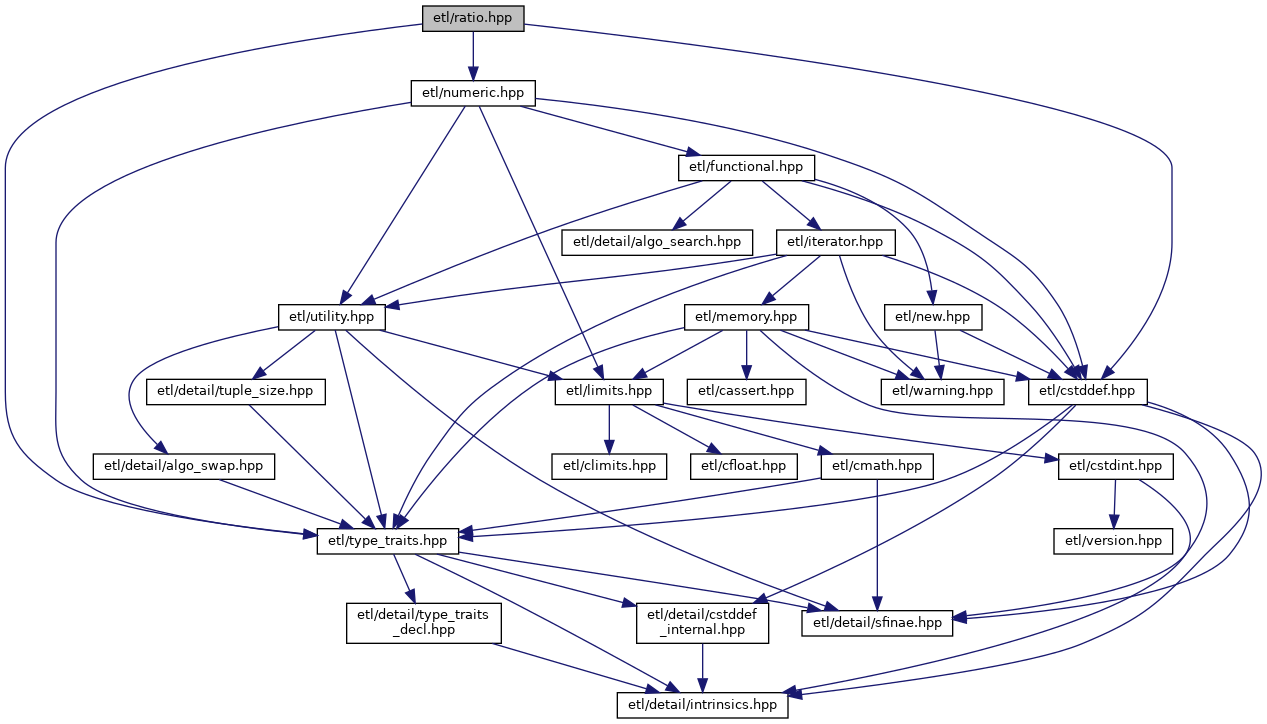 etl/ratio.hpp
etl/numeric.hpp
etl/functional.hpp
etl/detail/algo_search.hpp
etl/iterator.hpp
etl/utility.hpp
etl/memory.hpp
etl/new.hpp
etl/detail/tuple_size.hpp
etl/limits.hpp
etl/cassert.hpp
etl/warning.hpp
etl/cstddef.hpp
etl/detail/algo_swap.hpp
etl/climits.hpp
etl/cfloat.hpp
etl/cmath.hpp
etl/cstdint.hpp
etl/type_traits.hpp
etl/version.hpp
etl/detail/type_traits
_decl.hpp
etl/detail/cstddef
_internal.hpp
etl/detail/sfinae.hpp
etl/detail/intrinsics.hpp